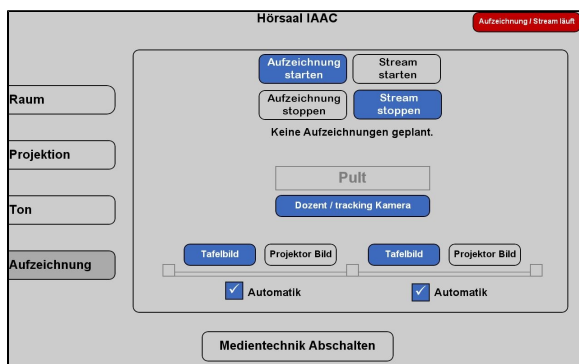 Hörsaal IAAC
Aufzeichnung / Stream läuft
Aufzeichnung
starten
Stream
starten
Aufzeichnung
stoppen
Stream
stoppen
Keine Aufzeichnungen geplant.
Raum
Projektion
Ton
Aufzeichnung
Pult
Dozent / tracking Kamera
Tafelbild
Projektor Bild
Tafelbild
Projektor Bild
Automatik
Automatik
Medientechnik Abschalten